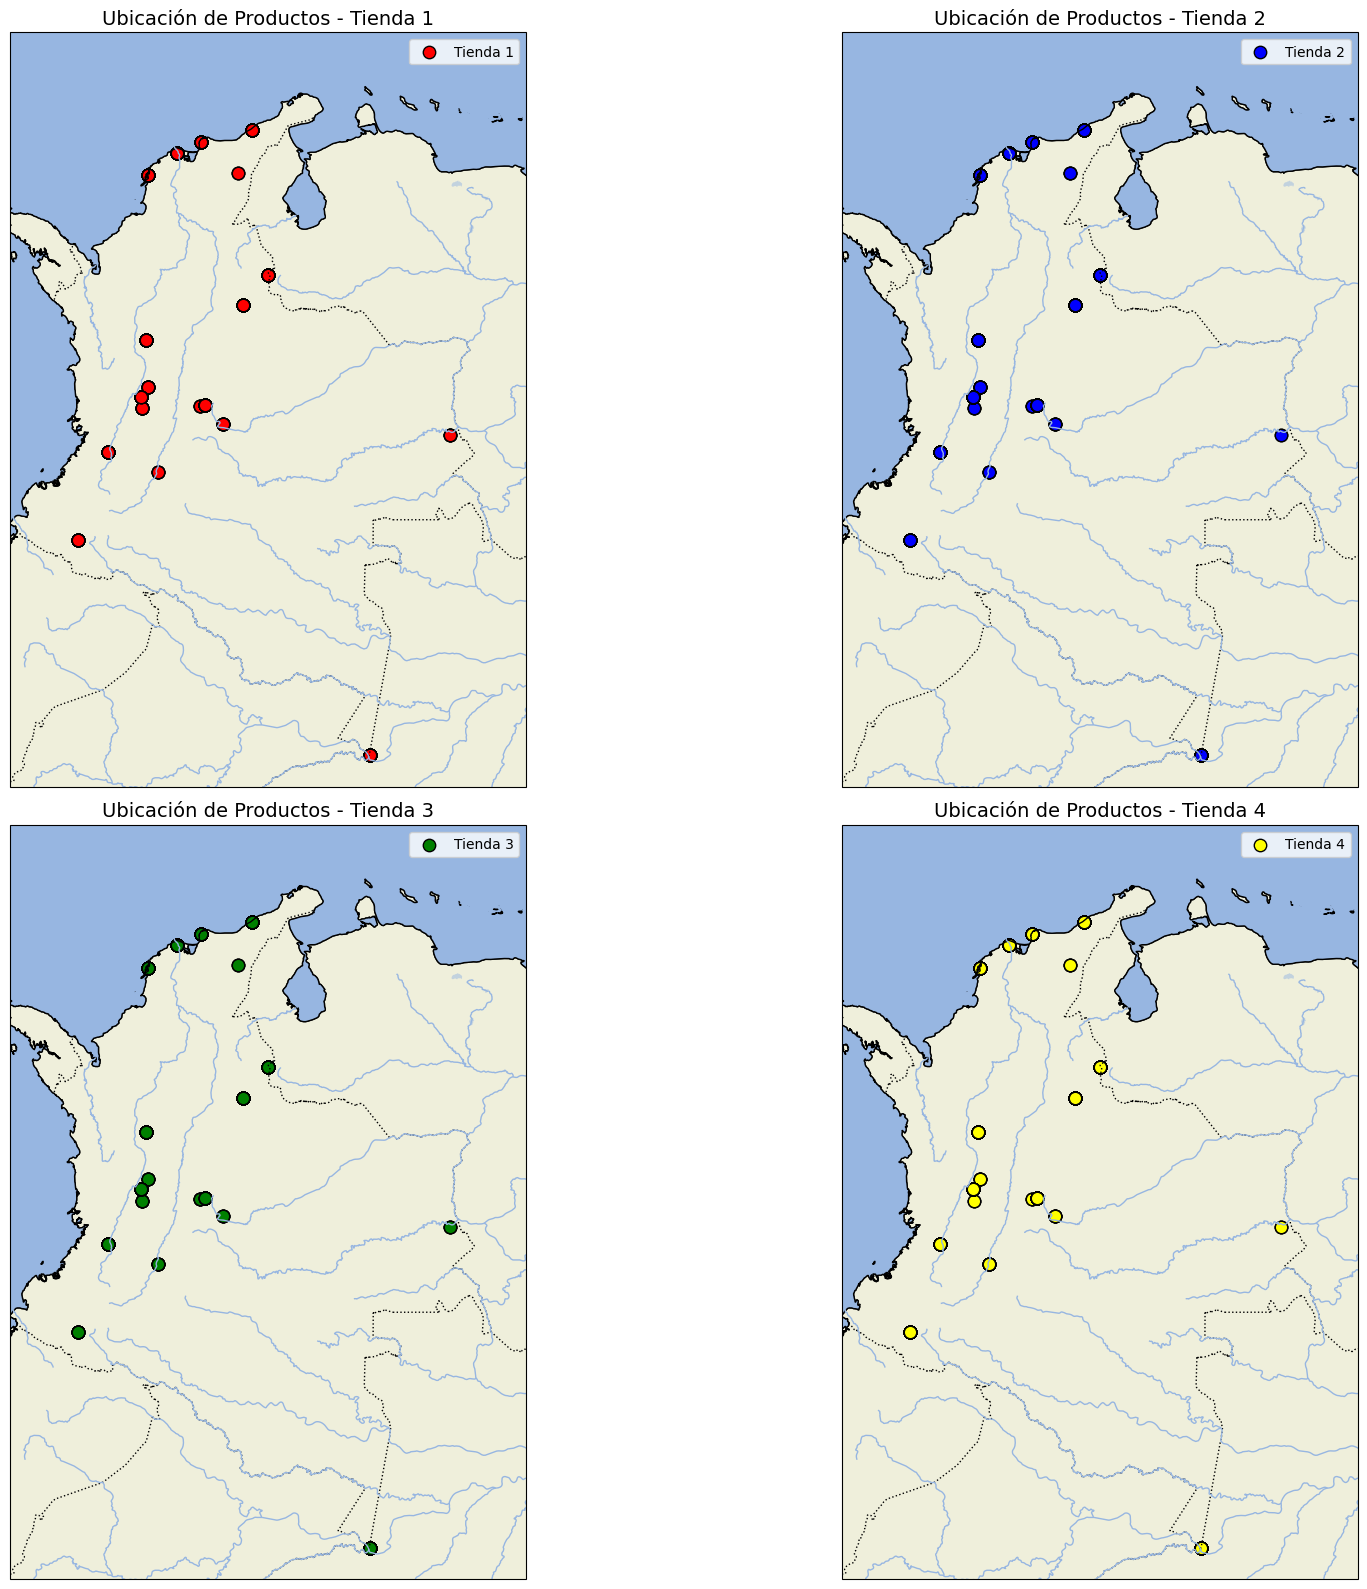 Ubicación de Productos - Tienda 1
Tienda 1
Ubicación de Productos - Tienda 2
Tienda 2
Ubicación de Productos - Tienda 3
Tienda 3
Ubicación de Productos - Tienda 4
Tienda 4